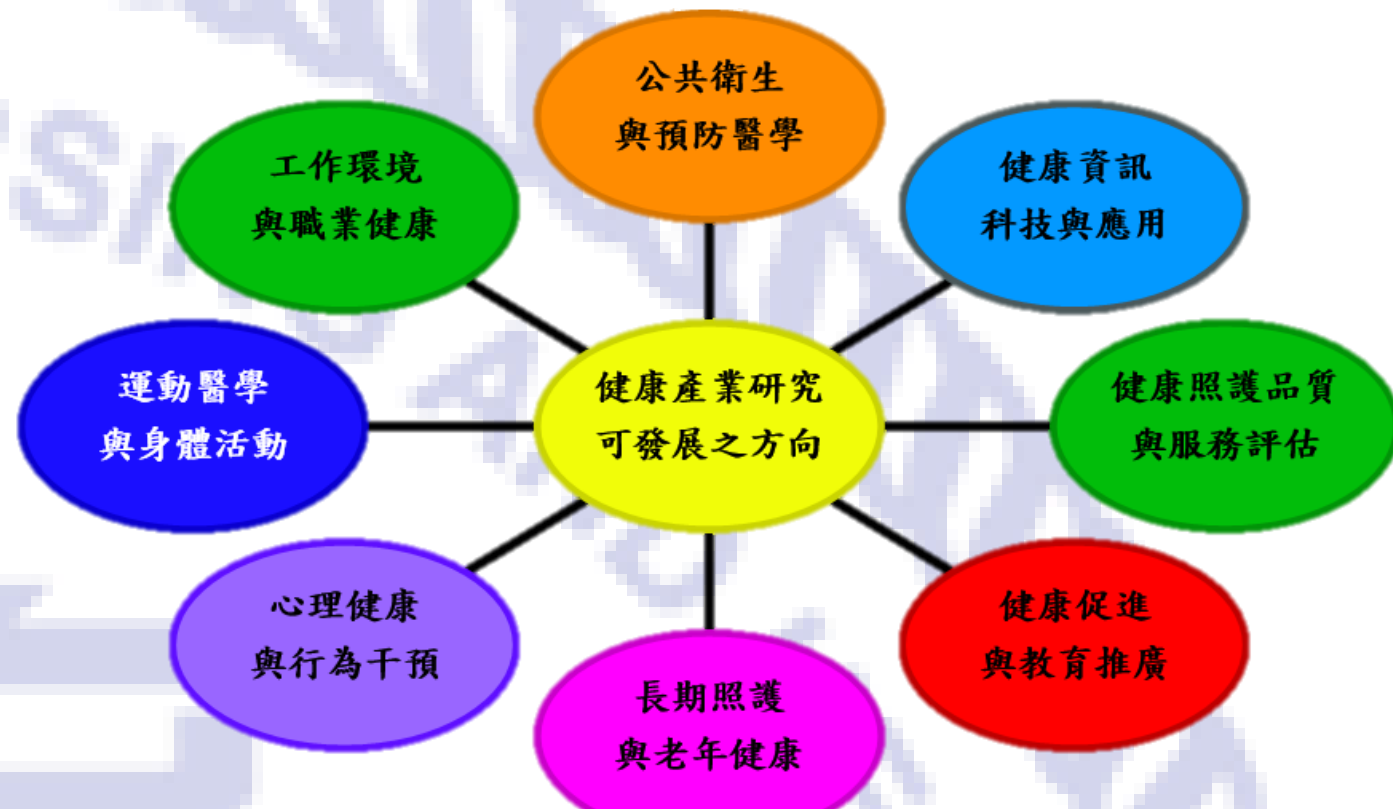 公共衛生
與預防醫學
健康資訊
科技與應用
健康照護品質
與服務評估
健康促進
與教育推廣
長期照護
與老年健康
心理健康
與行為干預
運動醫學
與身體活動
工作環境
與職業健康
健康產業研究
可發展之方向